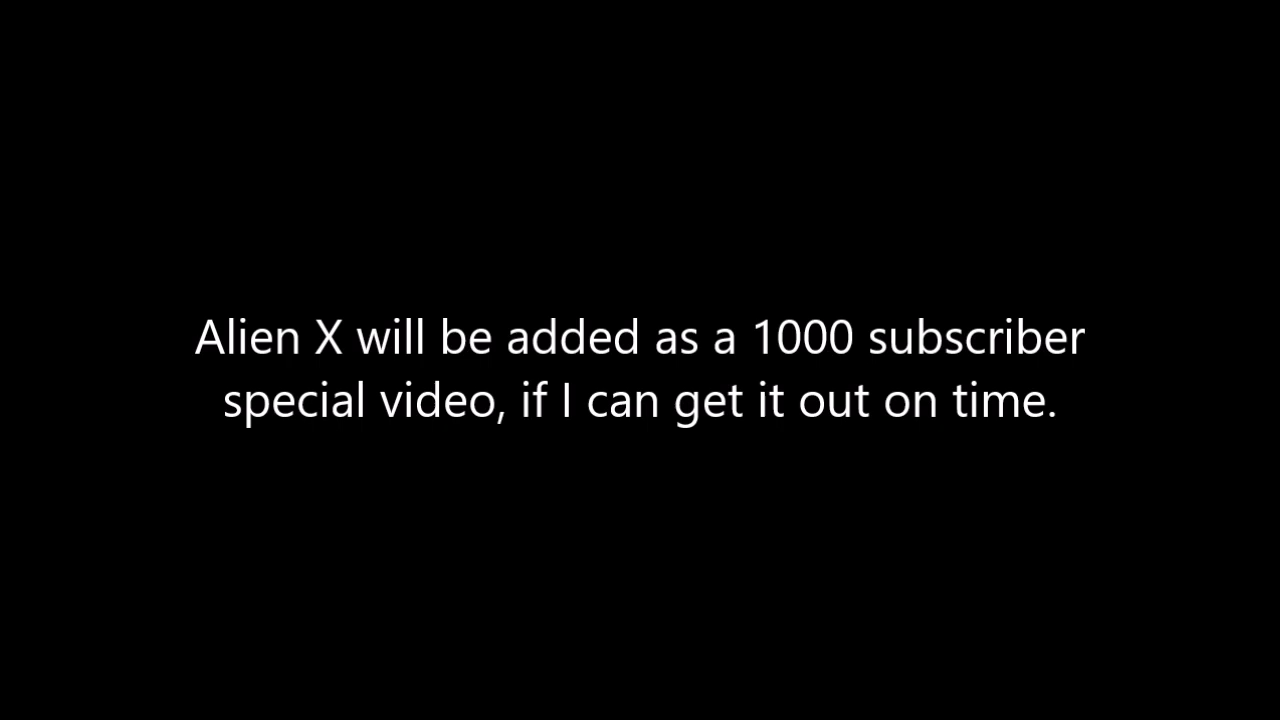 Alien X will be added as a 1000 subscriber
special video, if I can get it out on time.